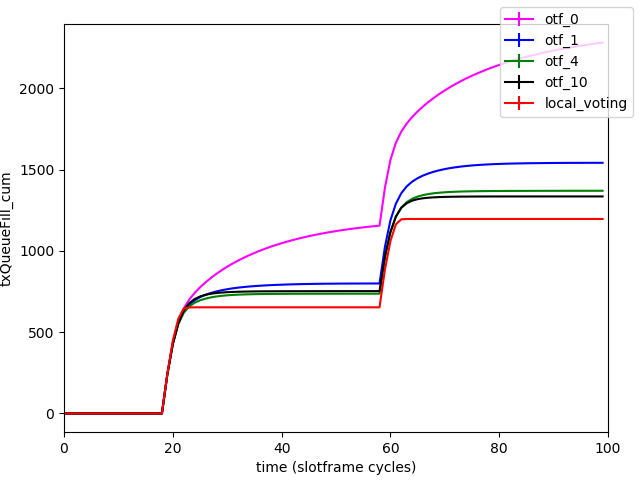 otf_0
otf_1
otf_4
otf_10
local_voting
txQueueFill_cum
2000
1500
1000
500
0
0 20 40 60 80 100
time (slotframe cycles)